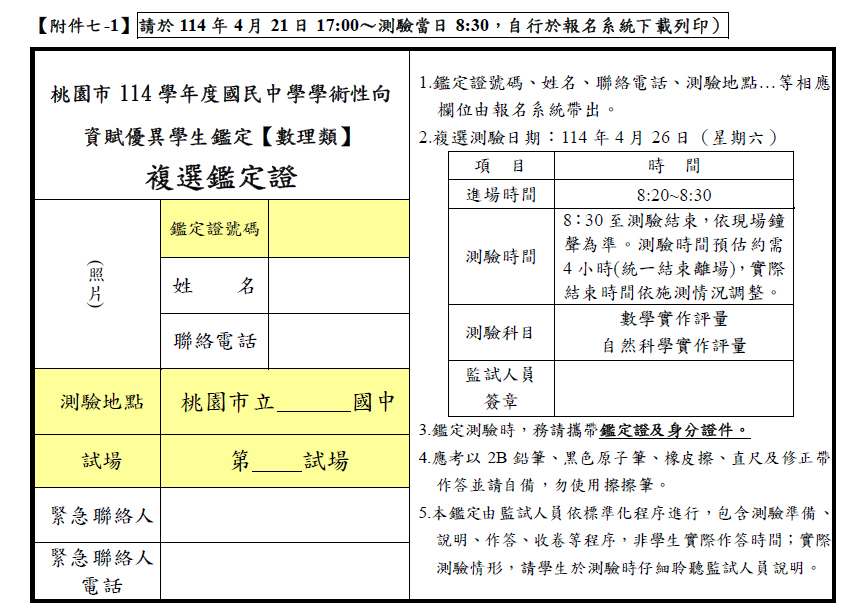 【附件七-1】請於 114 年 4 月 21 日 17:00～測驗當日 8:30，自行於報名系統下載列印）
桃園市 114 學年度國民中學學術性向
資賦優異學生鑑定【數理類】
複選鑑定證
(照片)
鑑定證號碼
姓　　名
聯絡電話
測驗地點
桃園市立______國中
試場
第____試場
緊急聯絡人
緊急聯絡人
電話
1.鑑定證號碼、姓名、聯絡電話、測驗地點…等相應
欄位由報名系統帶出。
2.複選測驗日期：114 年 4 月 26 日（星期六）
項　目
時　間
進場時間
8:20~8:30
測驗時間
8：30 至測驗結束，依現場鐘
聲為準。測驗時間預估約需
4 小時(統一結束離場)，實際
結束時間依施測情況調整。
測驗科目
數學實作評量
自然科學實作評量
監試人員
簽章
3.鑑定測驗時，務請攜帶鑑定證及身分證件。
4.應考以 2B 鉛筆、黑色原子筆、橡皮擦、直尺及修正帶
作答並請自備，勿使用擦擦筆。
5.本鑑定由監試人員依標準化程序進行，包含測驗準備、
說明、作答、收卷等程序，非學生實際作答時間；實際
測驗情形，請學生於測驗時仔細聆聽監試人員說明。